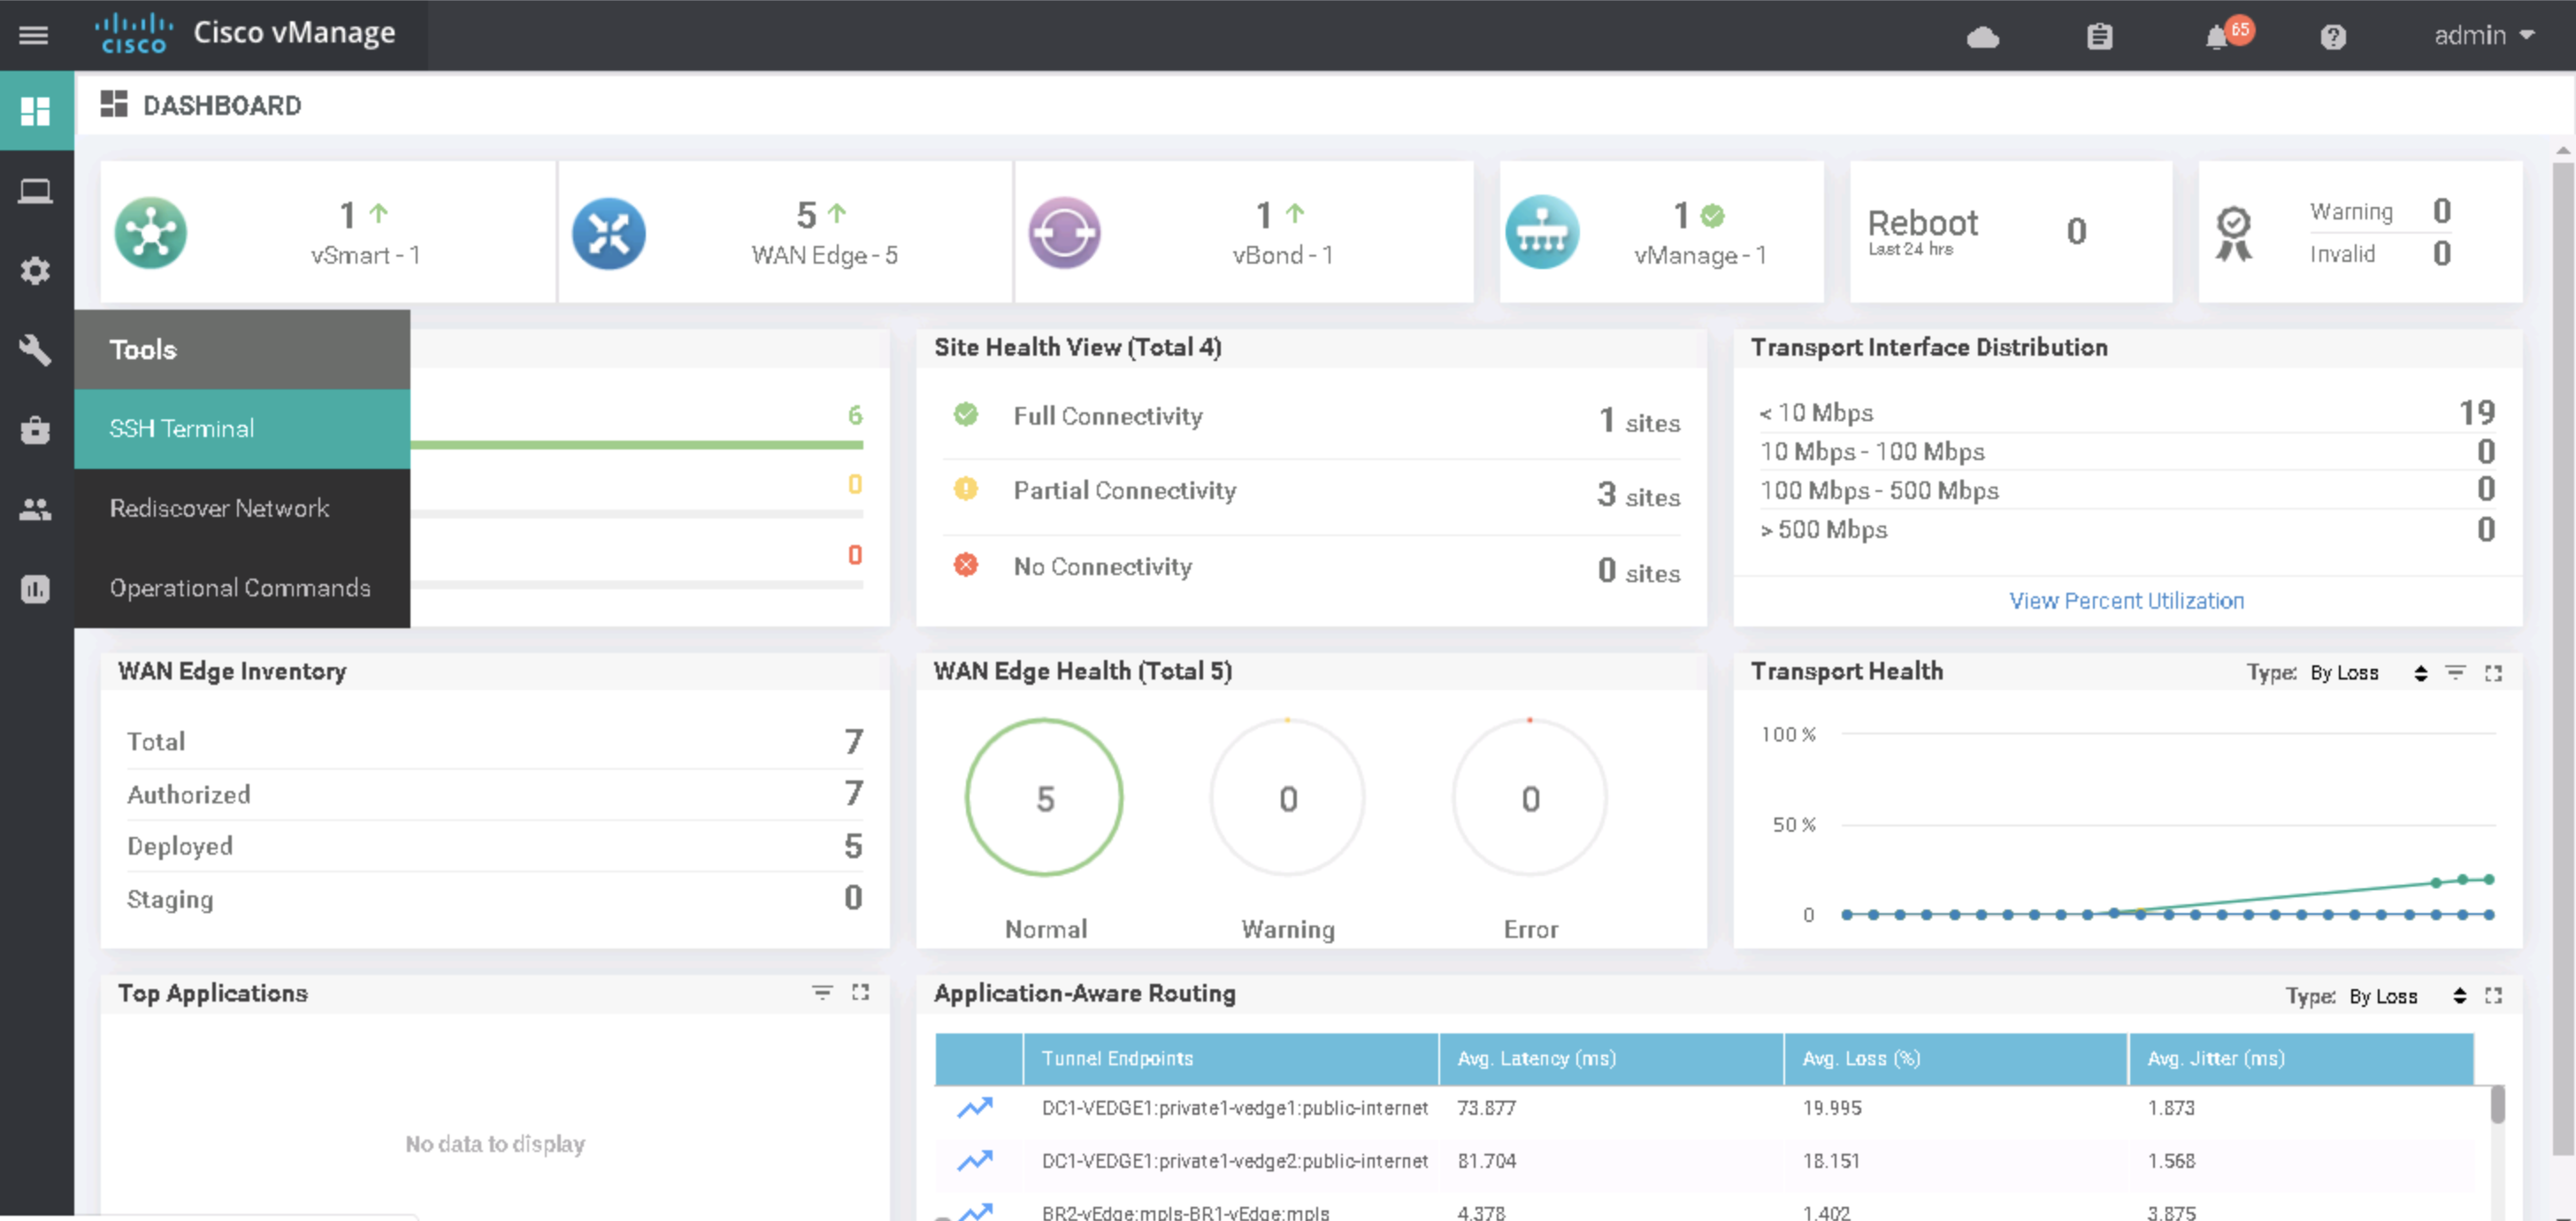 CISCO
Cisco vManage
65
admin
DASHBOARD
1
vSmart - 1
5
WAN Edge - 5
1
vBond - 1
1
vManage - 1
Reboot
Last 24 hrs
0
Warning 0
Invalid 0
Tools
SSH Terminal
Rediscover Network
Operational Commands
6
0
0
Site Health View (Total 4)
Full Connectivity 1 sites
Partial Connectivity 3 sites
No Connectivity 0 sites
Transport Interface Distribution
< 10 Mbps 19
10 Mbps - 100 Mbps 0
100 Mbps - 500 Mbps 0
> 500 Mbps 0
View Percent Utilization
WAN Edge Inventory
Total 7
Authorized 7
Deployed 5
Staging 0
WAN Edge Health (Total 5)
5 0 0
Normal Warning Error
Transport Health
Type: By Loss
100 %
50 %
0
Top Applications
No data to display
Application-Aware Routing
Type: By Loss
Tunnel Endpoints Avg. Latency (ms) Avg. Loss (%) Avg. Jitter (ms)
DC1-VEDGE1:private1-vedge1:public-internet 73.877 19.995 1.873
DC1-VEDGE1:private1-vedge2:public-internet 81.704 18.151 1.568
BR2-vEdge:mpls-BR1-vEdge:mpls 4.378 1.402 3.875